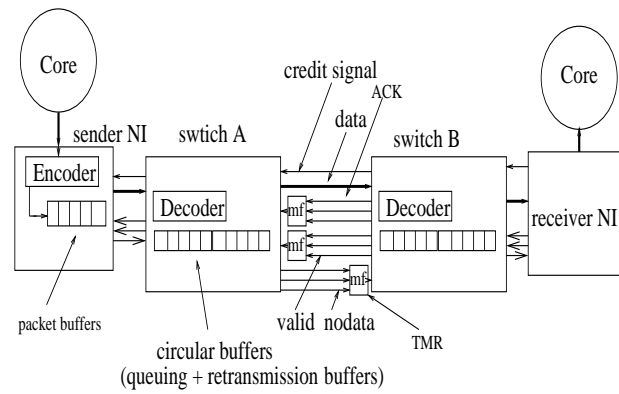 Core
Core
credit signal
ACK
data
sender NI
swtich A
switch B
Encoder
Decoder
mf
Decoder
receiver NI
mf
mf
packet buffers
valid nodata
TMR
circular buffers
(queuing + retransmission buffers)